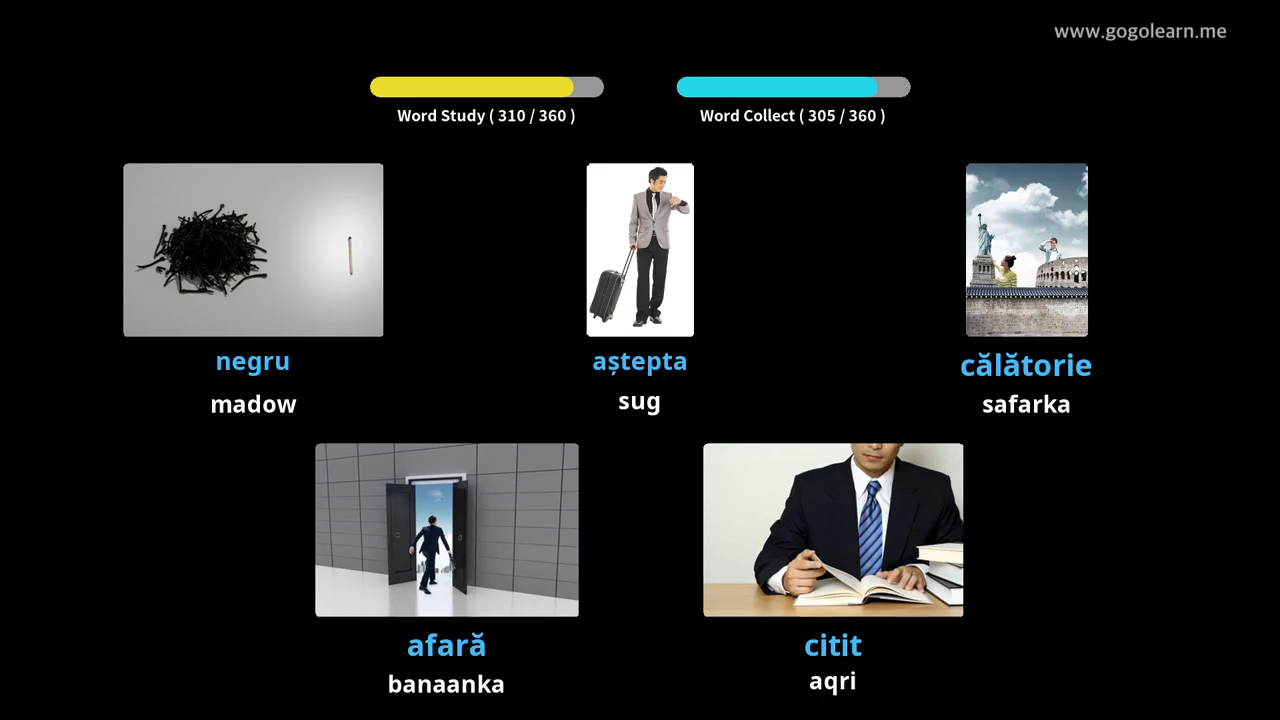 www.gogolearn.me
Word Study ( 310 / 360 )
Word Collect ( 305 / 360 )
negru
aștepta
călătorie
madow
sug
safarka
afară
citit
banaanka
aqri